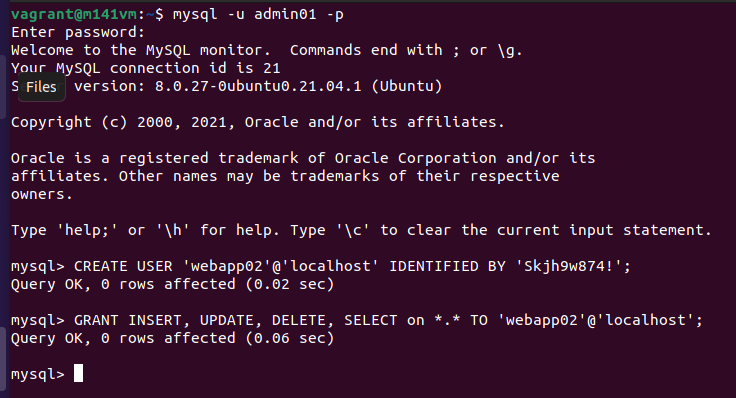 vagrant@m141vm:~$ mysql -u admin01 -p
Enter password:
Welcome to the MySQL monitor.  Commands end with ; or \g.
Your MySQL connection id is 21
Files version: 8.0.27-0ubuntu0.21.04.1 (Ubuntu)

Copyright (c) 2000, 2021, Oracle and/or its affiliates.

Oracle is a registered trademark of Oracle Corporation and/or its
affiliates. Other names may be trademarks of their respective
owners.

Type 'help;' or '\h' for help. Type '\c' to clear the current input statement.

mysql> CREATE USER 'webapp02'@'localhost' IDENTIFIED BY 'Skjh9w874!';
Query OK, 0 rows affected (0.02 sec)

mysql> GRANT INSERT, UPDATE, DELETE, SELECT on *.* TO 'webapp02'@'localhost';
Query OK, 0 rows affected (0.06 sec)

mysql>